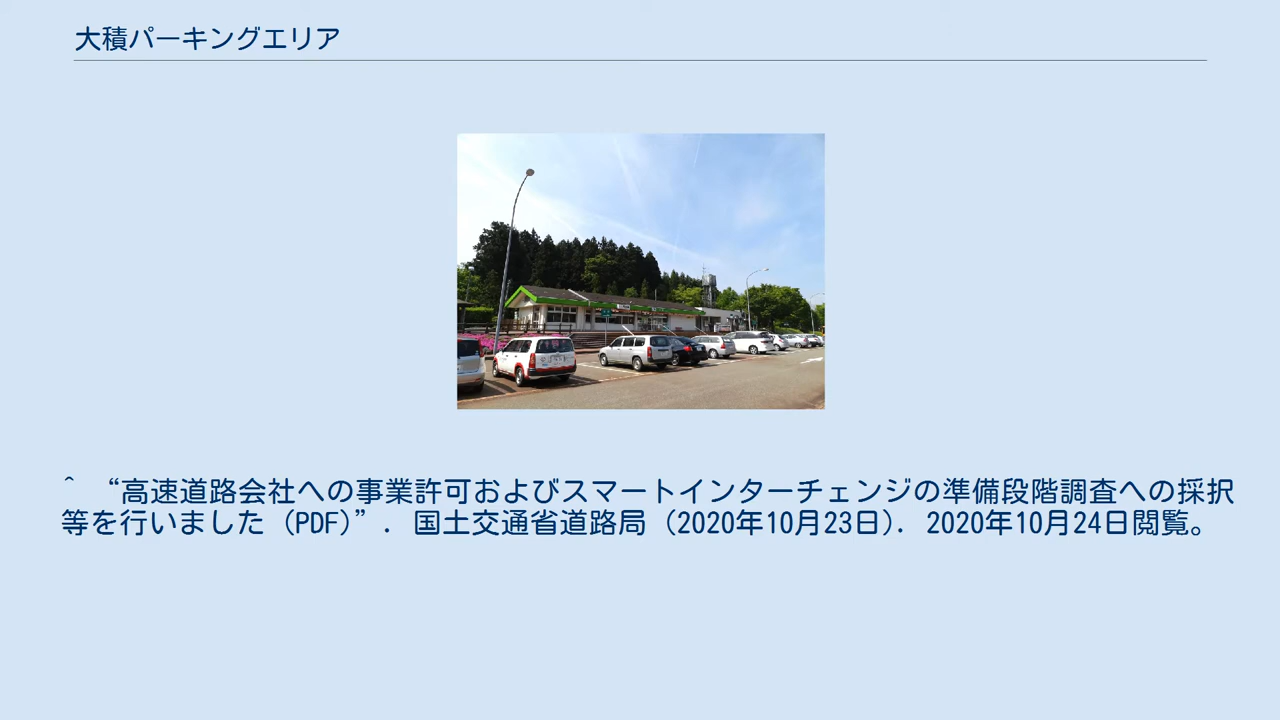 大積パーキングエリア
^ “高速道路会社への事業許可およびスマートインターチェンジの準備段階調査への採択
等を行いました (PDF)”. 国土交通省道路局 (2020年10月23日). 2020年10月24日閲覧。